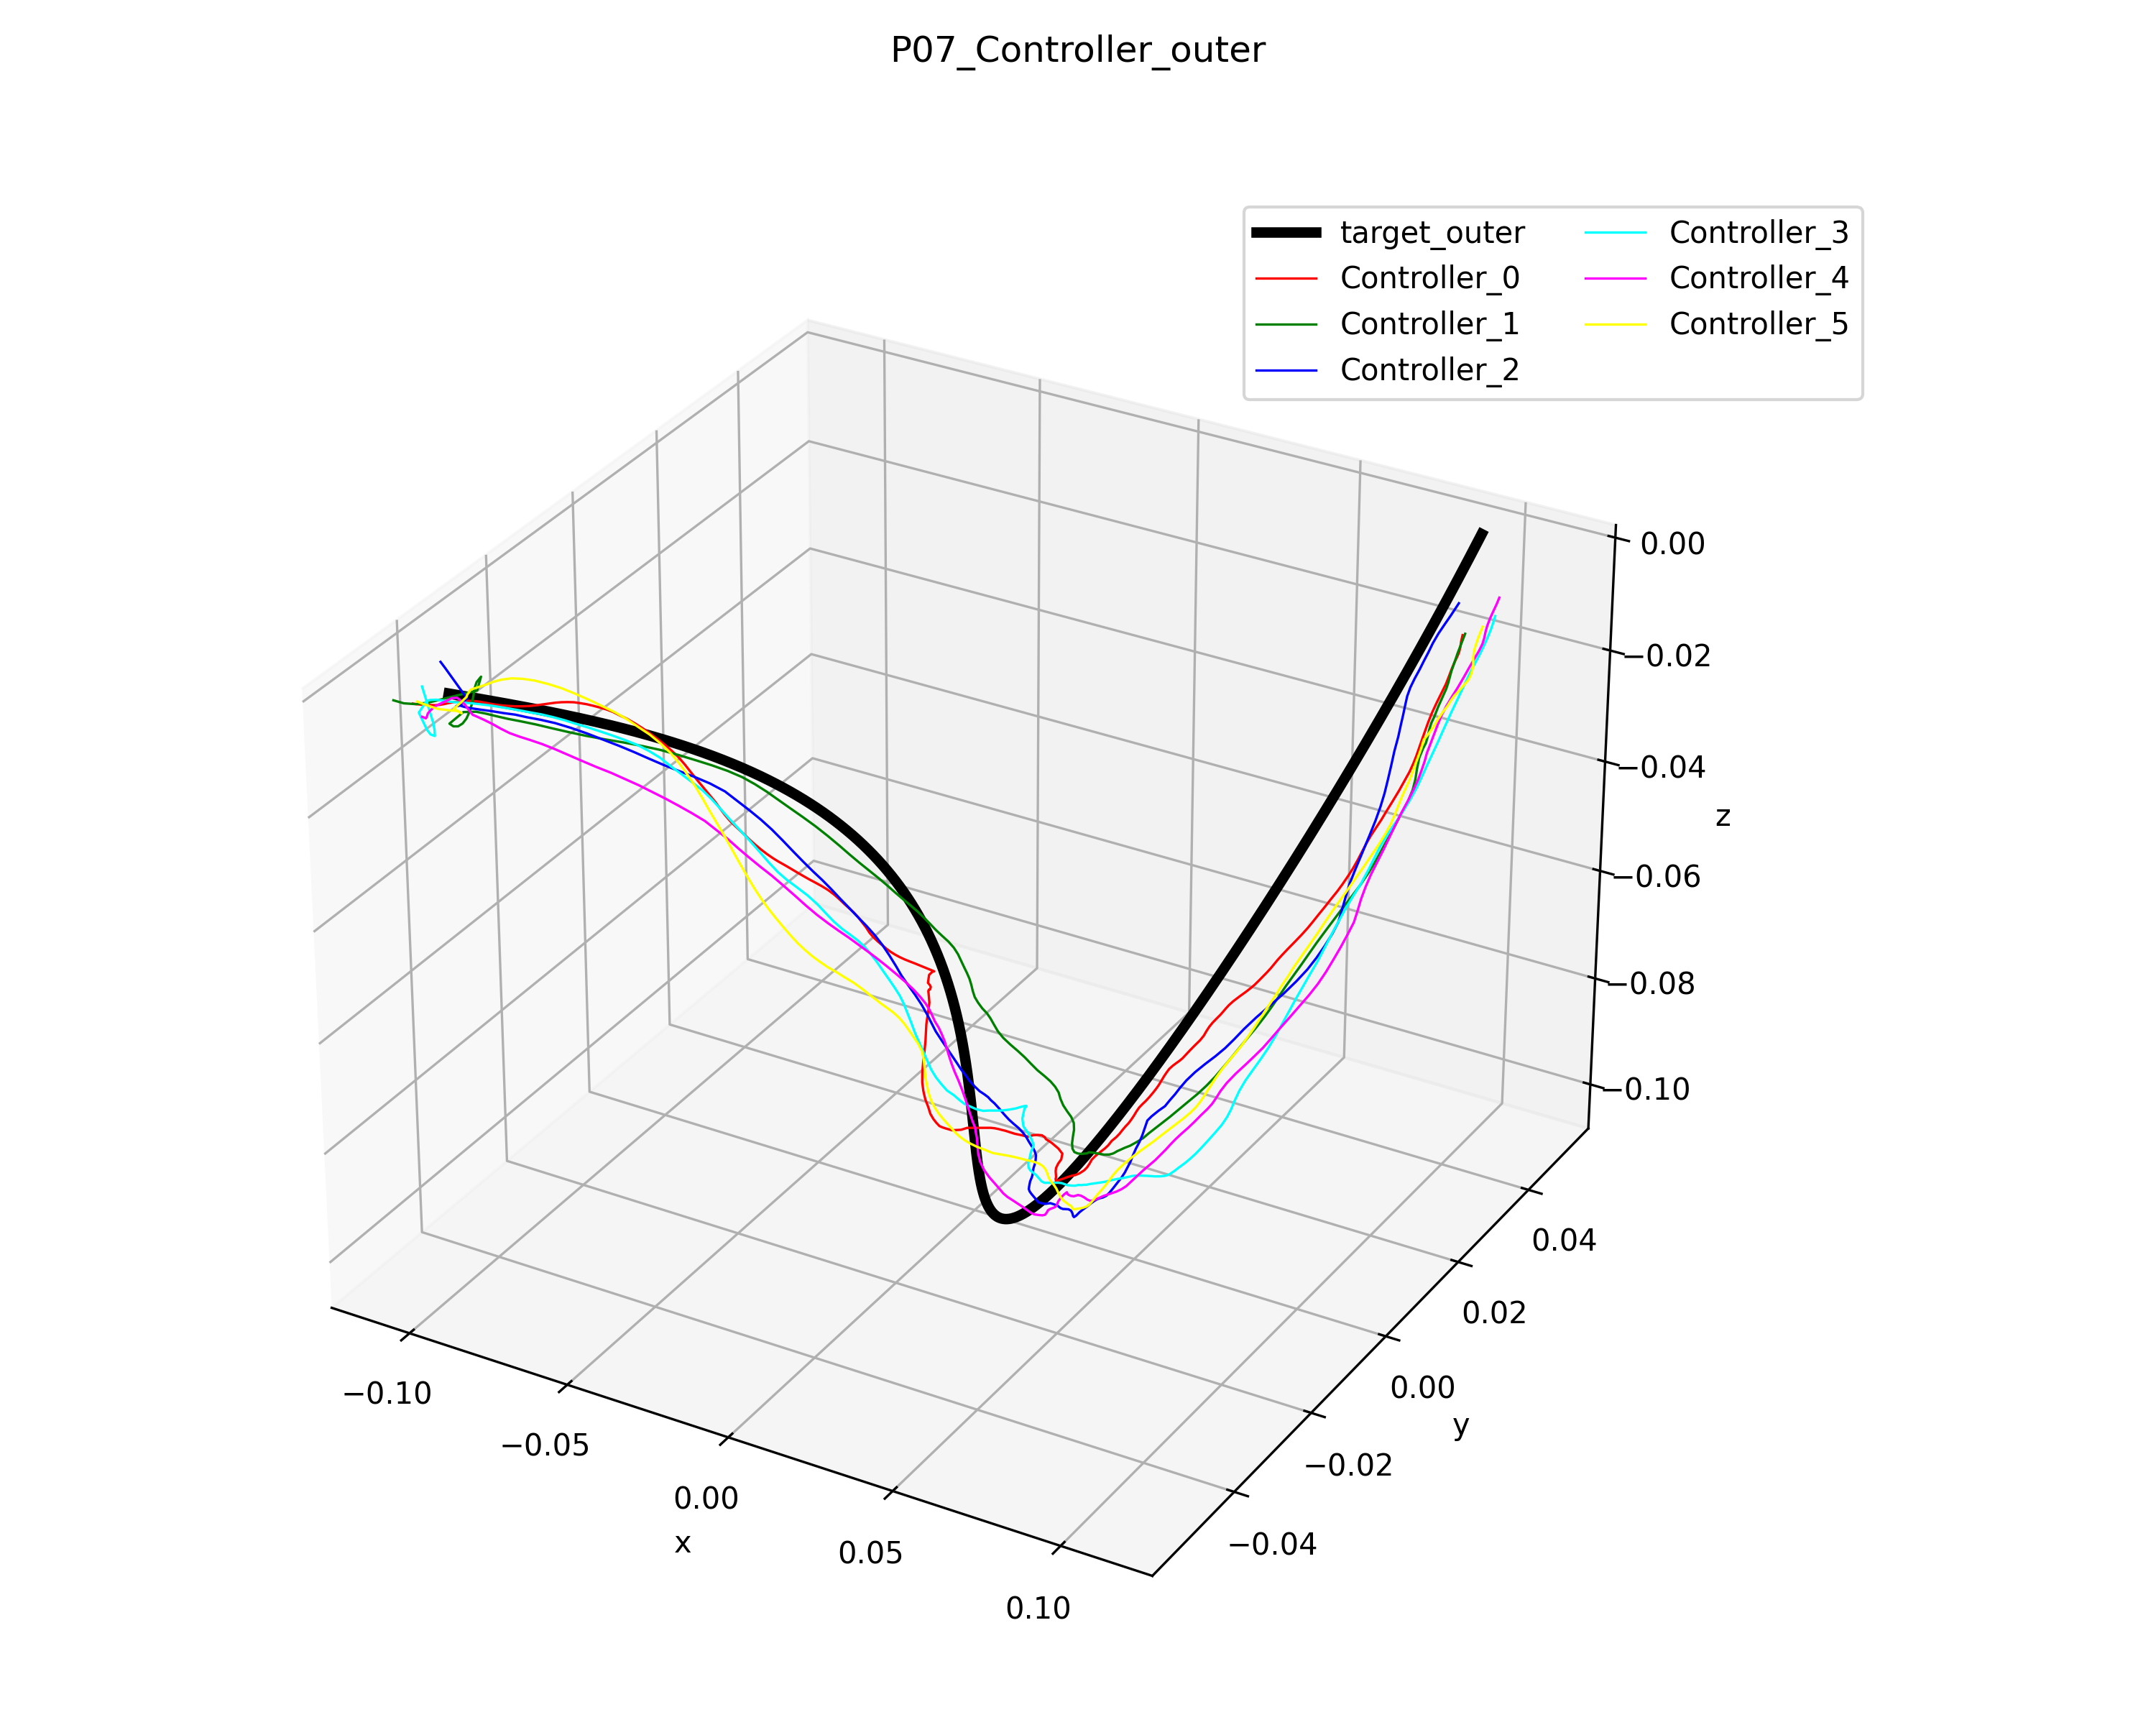 P07_Controller_outer
target_outer
Controller_0
Controller_1
Controller_2
Controller_3
Controller_4
Controller_5
0.00
−0.02
−0.04
z
−0.06
−0.08
−0.10
0.04
0.02
0.00
y
−0.02
−0.04
−0.10
−0.05
0.00
x
0.05
0.10